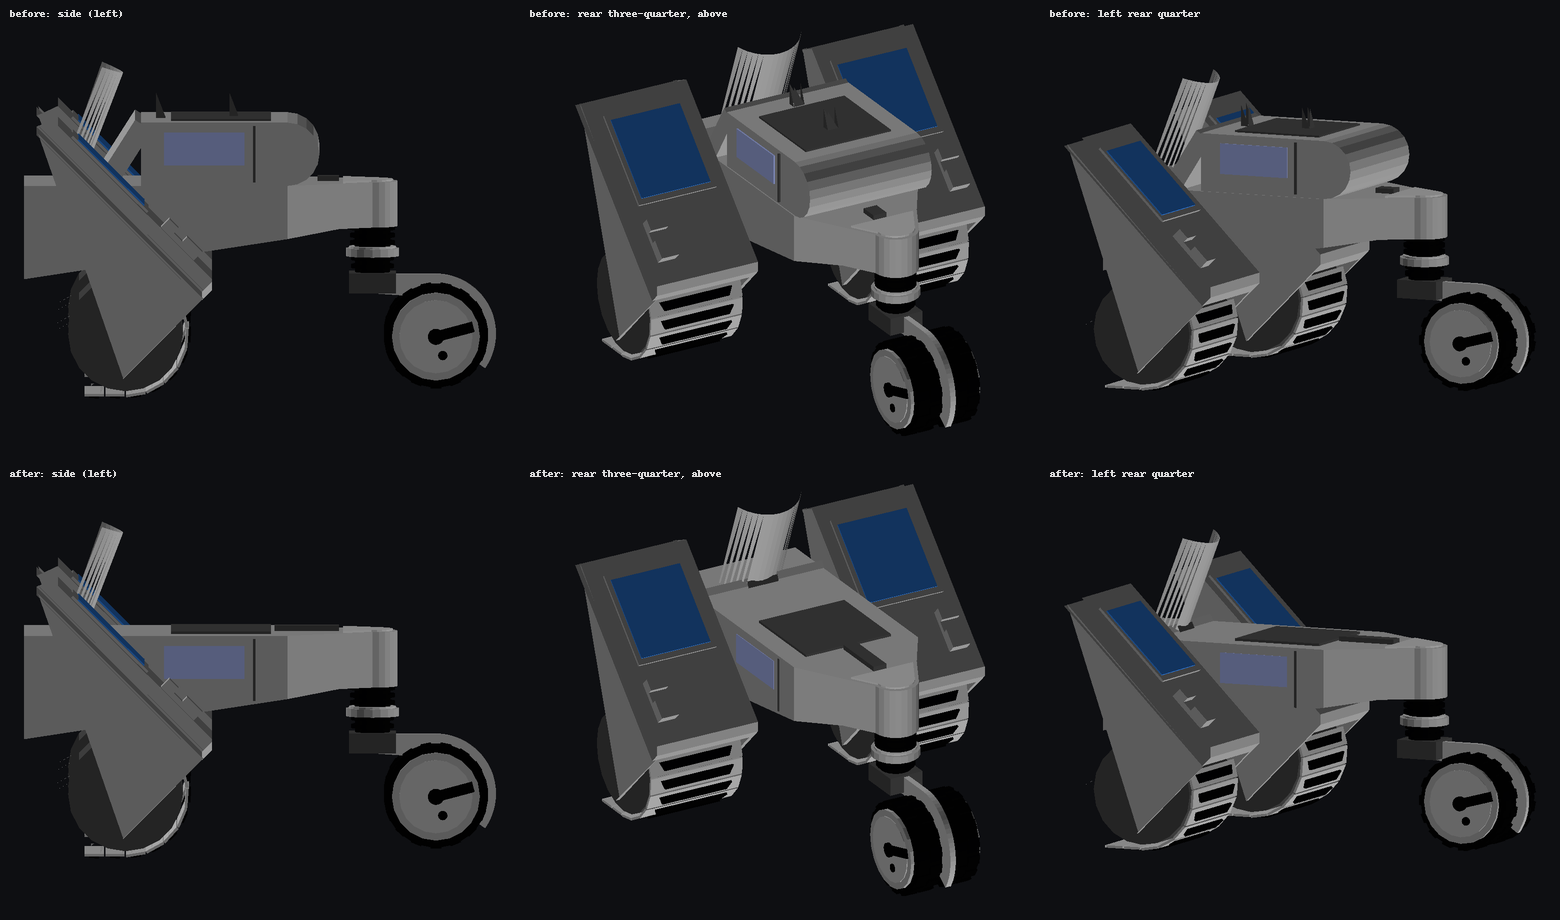 before: side (left)
before: rear three-quarter, above
before: left rear quarter
after: side (left)
after: rear three-quarter, above
after: left rear quarter